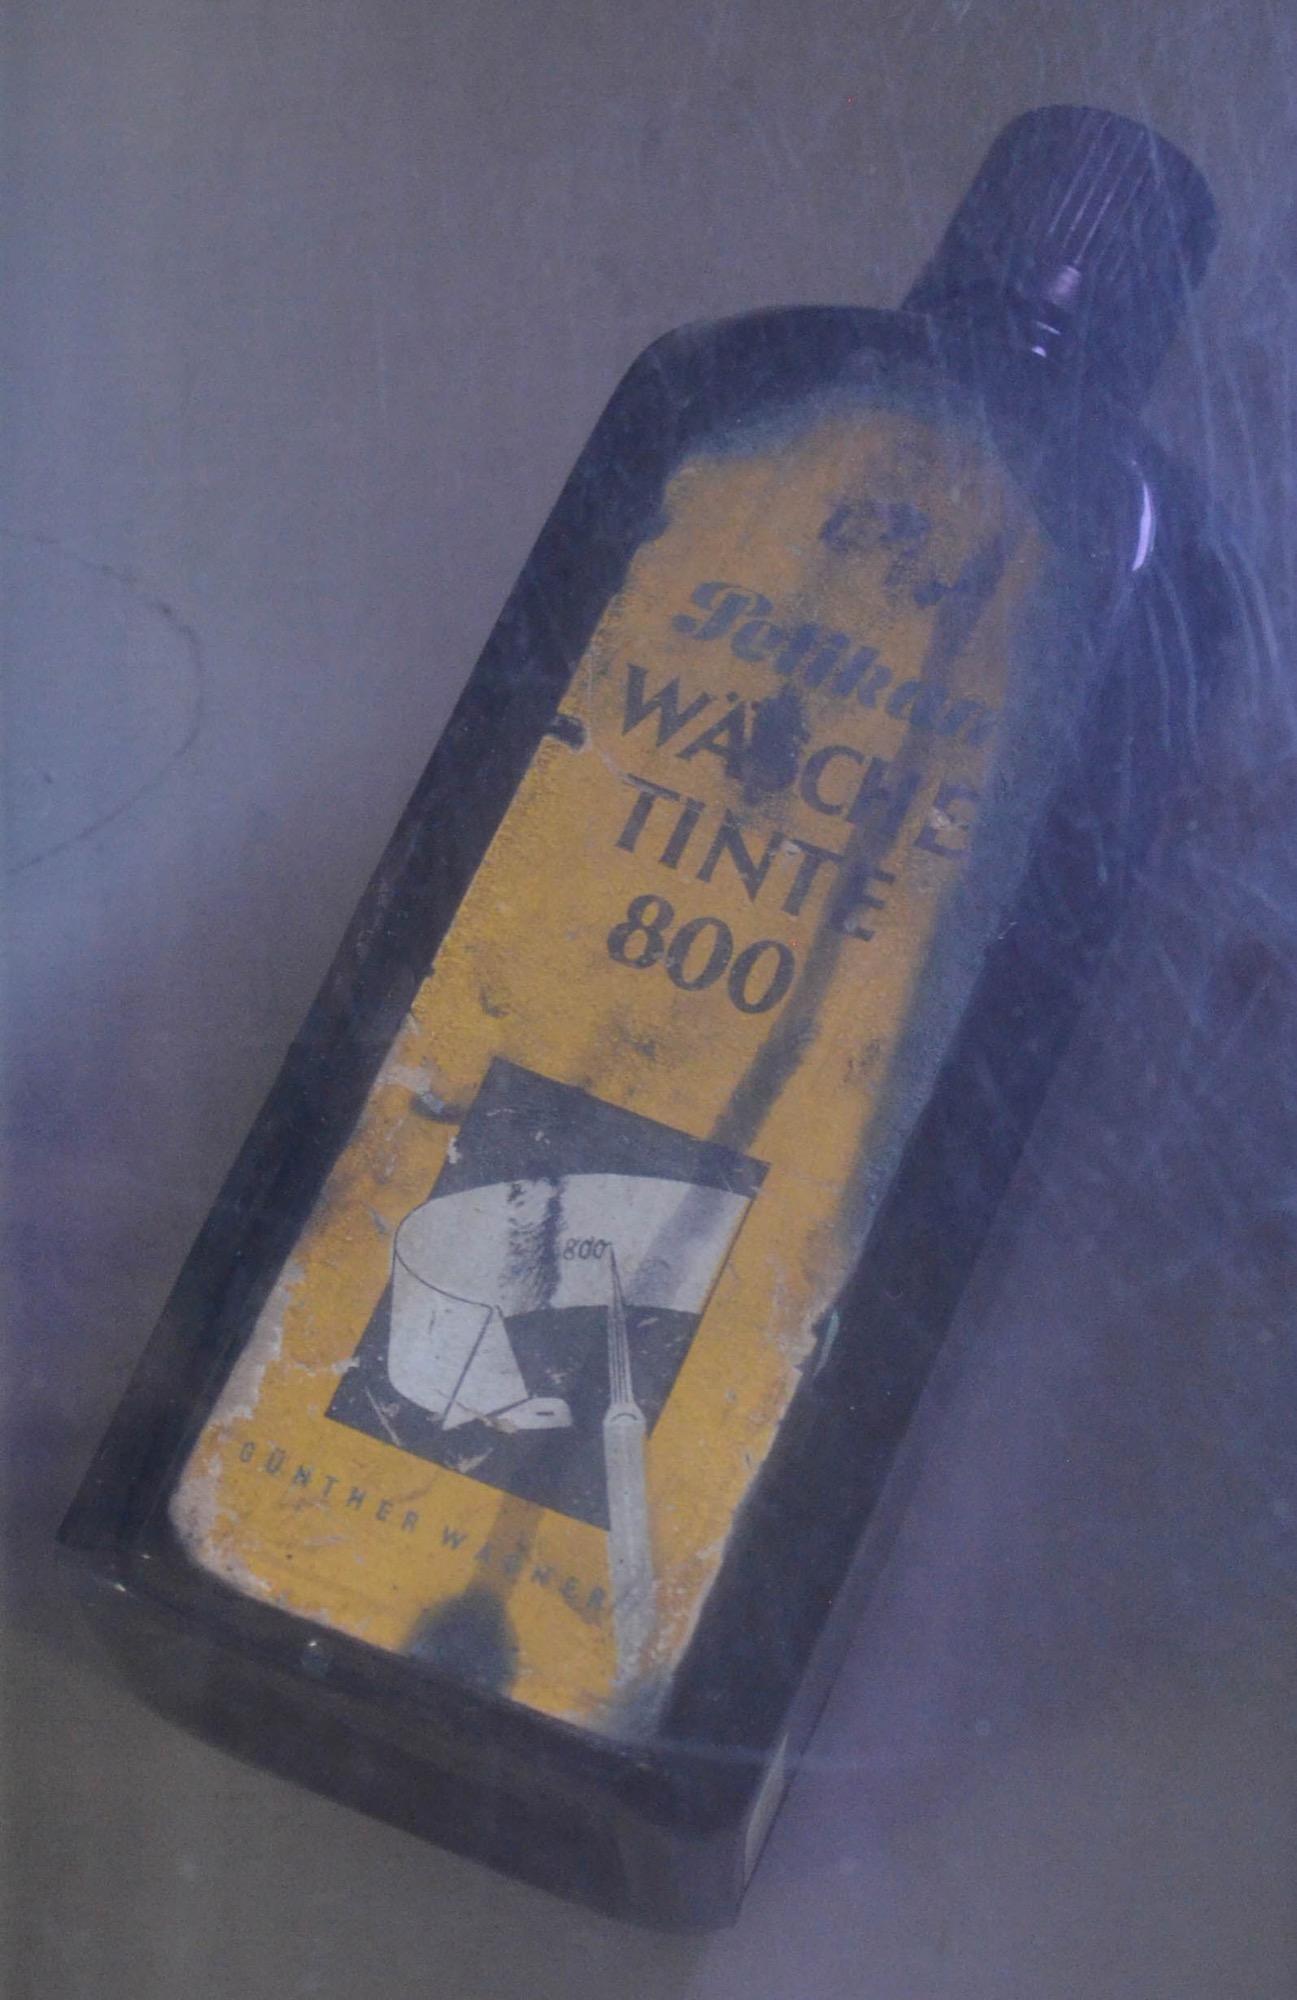 Pelikan
WÄSCHE
TINTE
800
800
GÜNTHER WAGNER